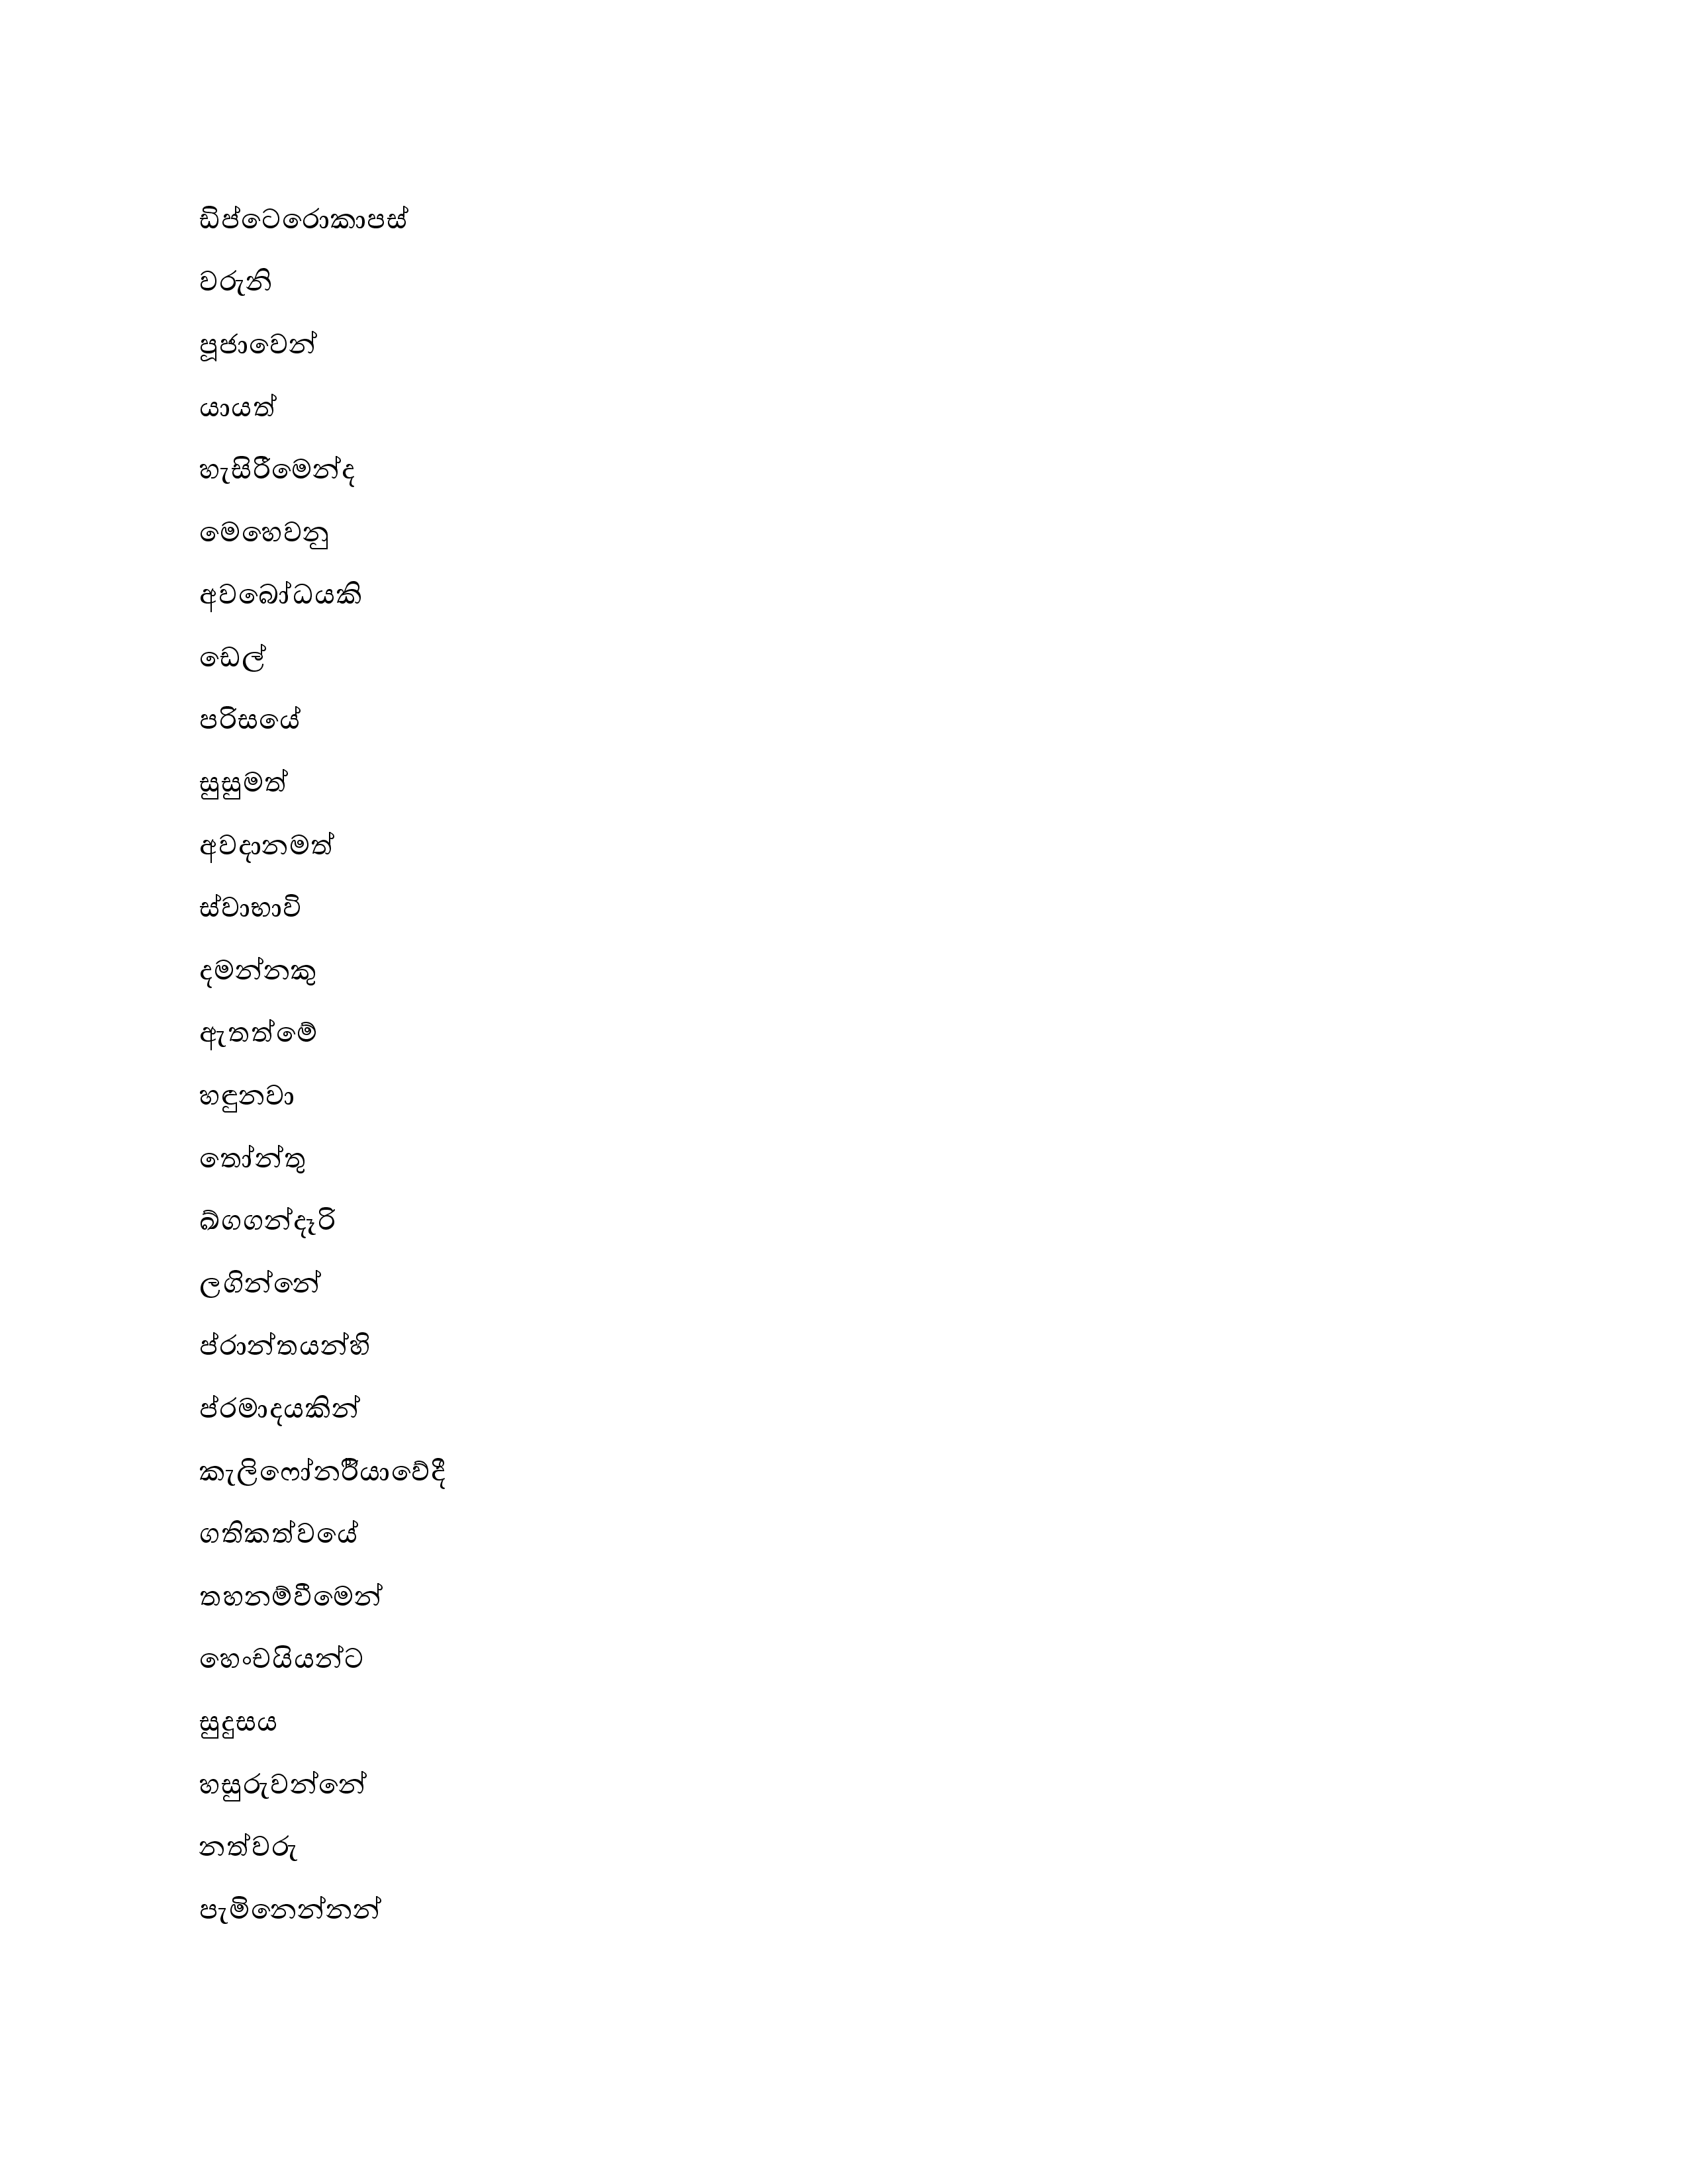 ඩිප්ටෙරොකාපස්
වරුනි
පූජාවෙන්
යායත්
හැසිරීමෙන්ද
මෙහෙවනු
අවබෝධයකි
ඩෙල්
පරිසයේ
සුසුමත්
අවදානමත්
ස්වාභාවි
දමන්නකු
ඇතත්මේ
හඳුනවා
තෝන්තු
ඛ්ගගන්දෑරි
ලගින්නේ
ප්රාන්තයන්හි
ප්රමාදයකින්
කැලිෆෝනර්ියාවේදී
ගතිකත්වයේ
තහනම්වීමෙන්
හෙංචයියන්ට
සුදුසය
හසුරුවන්නේ
නත්වරු
පැමිනෙන්නන්